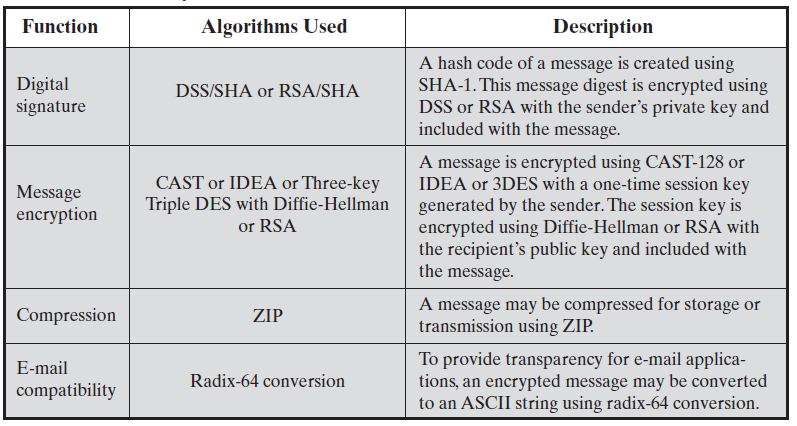 Function Algorithms Used Description
Digital
signature
DSS/SHA or RSA/SHA
A hash code of a message is created using
SHA-1. This message digest is encrypted using
DSS or RSA with the sender's private key and
included with the message.
Message
encryption
CAST or IDEA or Three-key
Triple DES with Diffie-Hellman
or RSA
A message is encrypted using CAST-128 or
IDEA or 3DES with a one-time session key
generated by the sender. The session key is
encrypted using Diffie-Hellman or RSA with
the recipient's public key and included with
the message.
Compression
ZIP
A message may be compressed for storage or
transmission using ZIP.
E-mail
compatibility
Radix-64 conversion
To provide transparency for e-mail applica-
tions, an encrypted message may be converted
to an ASCII string using radix-64 conversion.